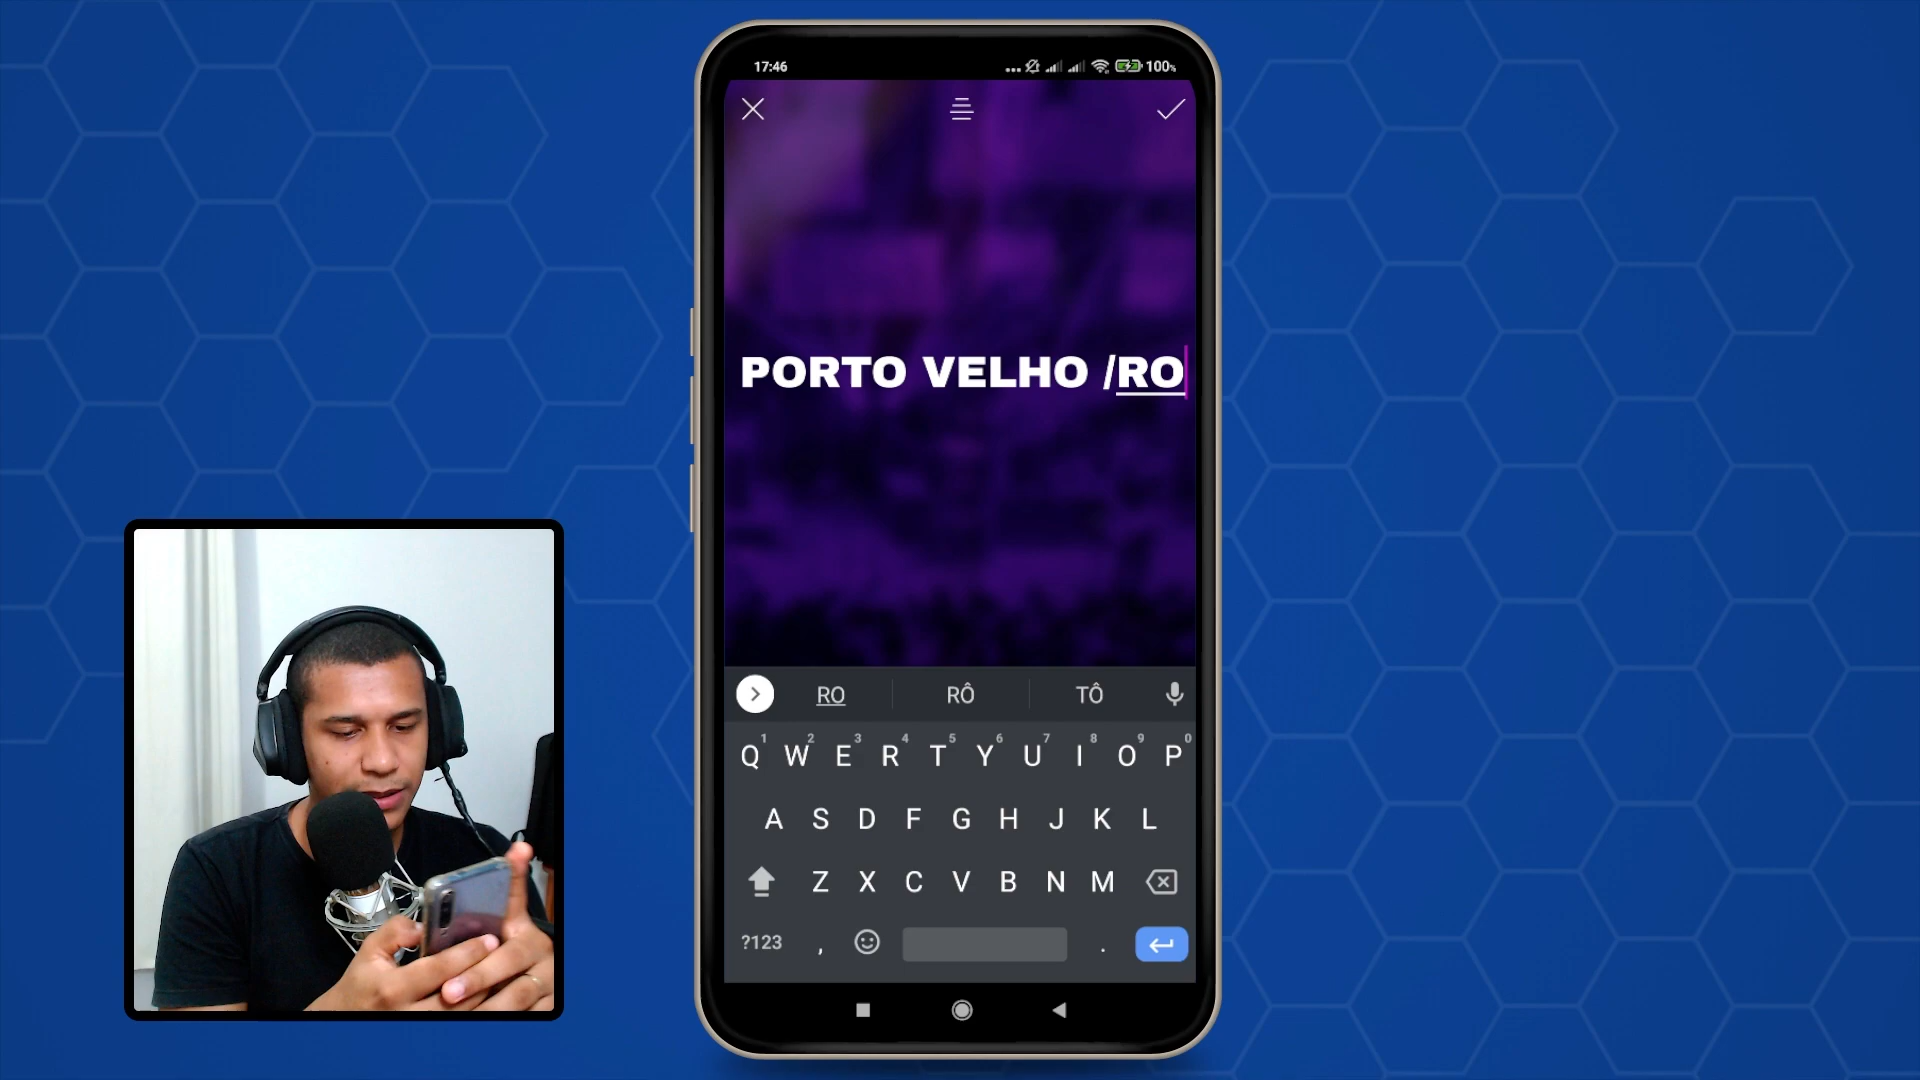 17:46
100%
PORTO VELHO /RO
RO RÔ TÔ
1 2 3 4 5 6 7 8 9 0
Q W E R T Y U I O P
A S D F G H J K L
Z X C V B N M
?123 , .